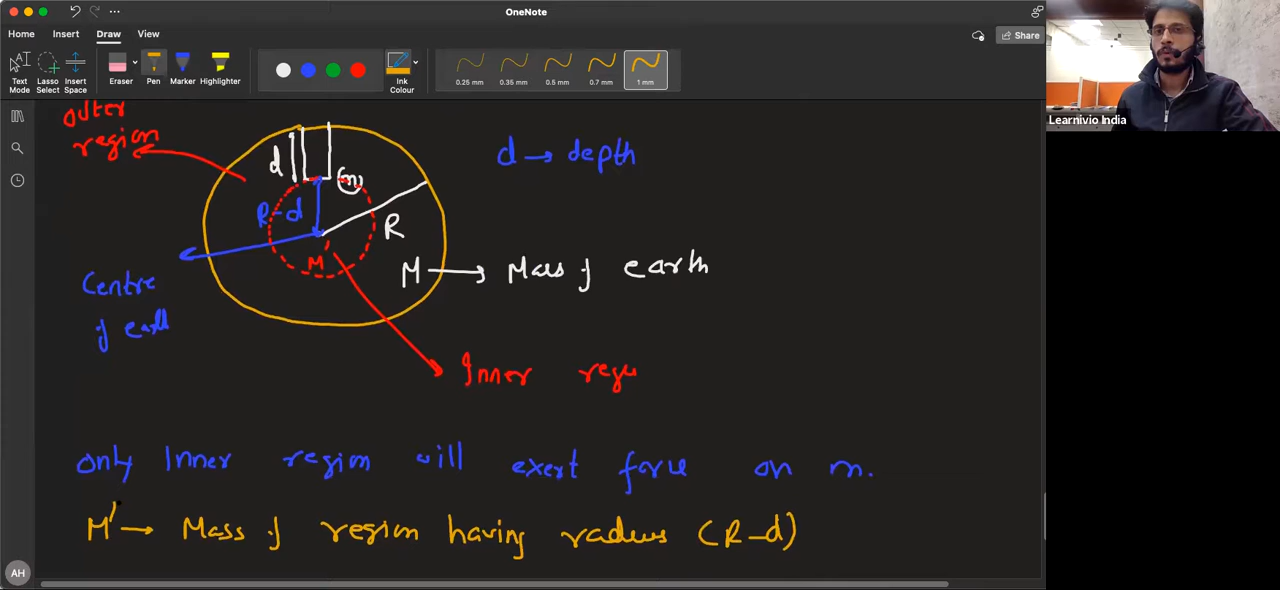 OneNote
Home Insert Draw View
Share
Text Mode
Lasso Select
Insert Space
Eraser
Pen
Marker
Highlighter
Ink Colour
0.25 mm
0.35 mm
0.5 mm
0.7 mm
1 mm
Learnivio India
outer
region
d
m
d → depth
R-d
R
M'
M → Mass of earth
Centre
of earth
Inner
only Inner region will exert force on m.
M' → Mass of region having radius (R-d)
AH